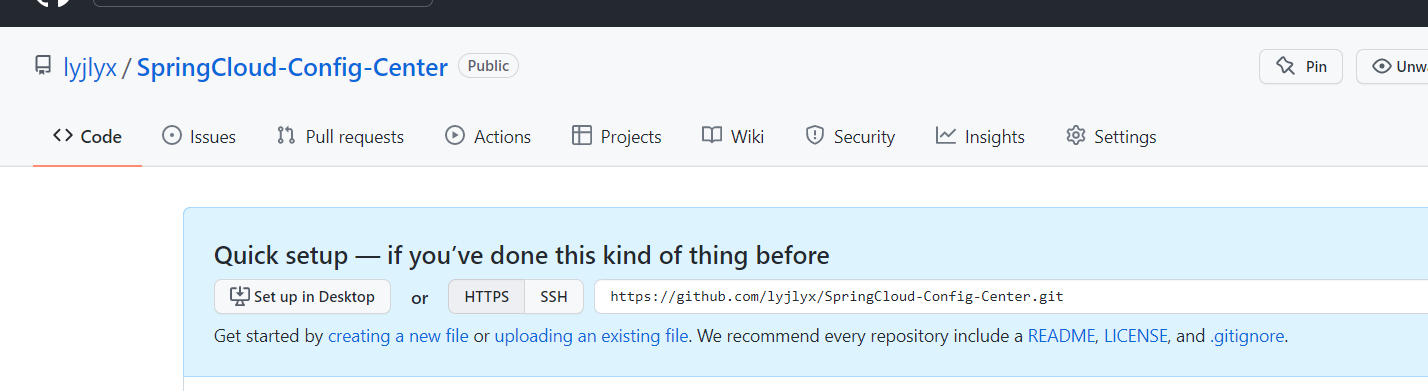 lyjlyx / SpringCloud-Config-Center Public
Pin
Code Issues Pull requests Actions Projects Wiki Security Insights Settings
Quick setup — if you’ve done this kind of thing before
Set up in Desktop or HTTPS SSH https://github.com/lyjlyx/SpringCloud-Config-Center.git
Get started by creating a new file or uploading an existing file. We recommend every repository include a README, LICENSE, and .gitignore.